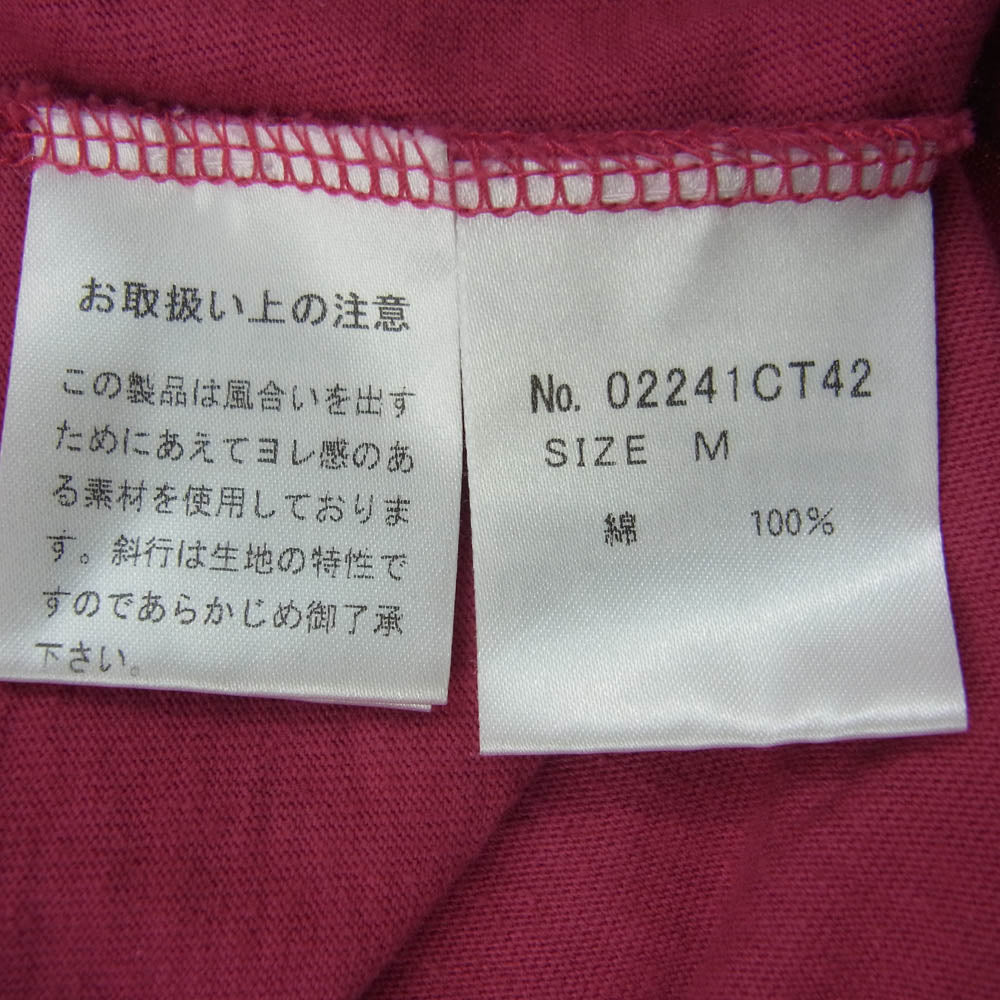 お取扱い上の注意
この製品は風合いを出す
ためにあえてヨレ感のあ
る素材を使用しておりま
す。斜行は生地の特性で
すのであらかじめ御了承
下さい。
No. 02241CT42
SIZE M
綿 100%